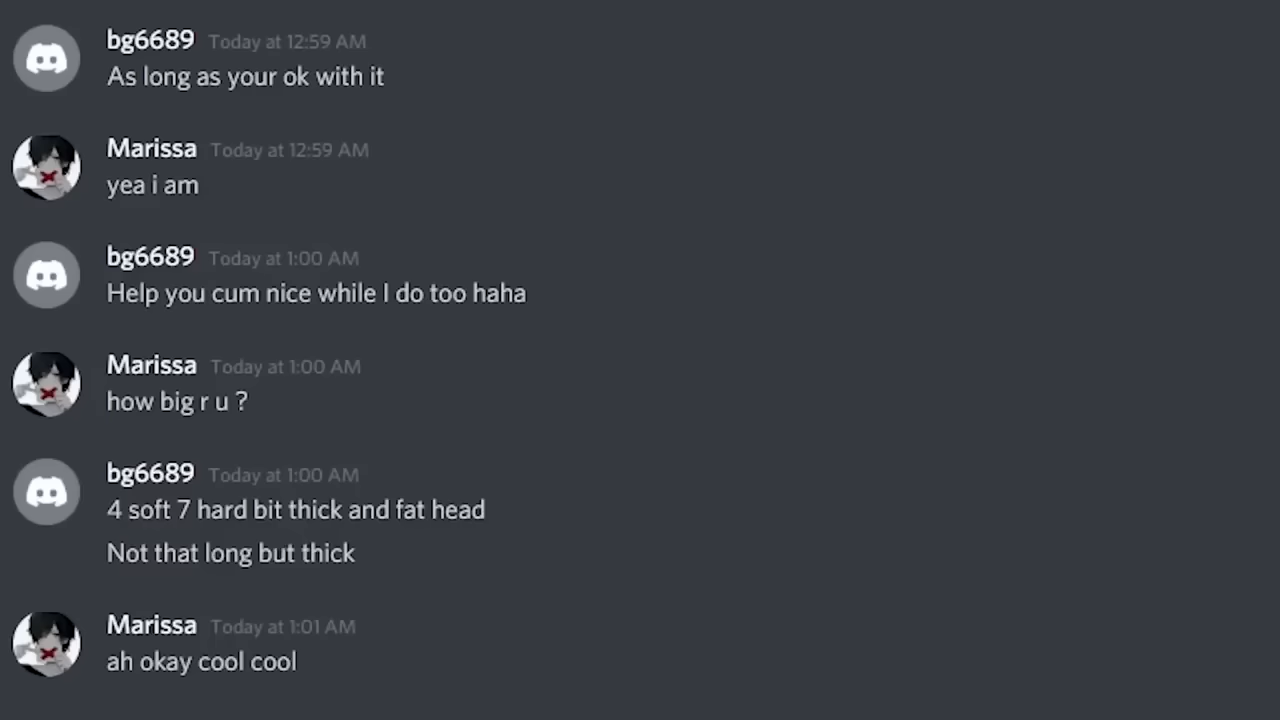 bg6689 Today at 12:59 AM
As long as your ok with it
Marissa Today at 12:59 AM
yea i am
bg6689 Today at 1:00 AM
Help you cum nice while I do too haha
Marissa Today at 1:00 AM
how big r u ?
bg6689 Today at 1:00 AM
4 soft 7 hard bit thick and fat head
Not that long but thick
Marissa Today at 1:01 AM
ah okay cool cool